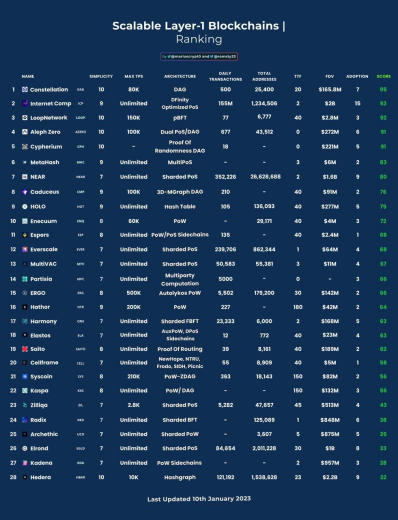 Scalable Layer-1 Blockchains |
Ranking
NAME SIMPLICITY MAX TPS ARCHITECTURE DAILY TRANSACTIONS TOTAL ADDRESSES TTF FDV ADOPTION SCORE
1 Constellation DAG 10 80K DAG 500 25,400 20 $165.8M 7 95
2 Internet Comp ICP 9 Unlimited Dfinity Optimized PoS 155M 1,234,506 2 $2B 15 93
3 LoopNetwork LOOP 10 150K pBFT 77 6,777 40 $2.8M 3 92
4 Aleph Zero AZERO 10 100K Dual PoS/DAG 677 43,512 0 $272M 6 91
5 Cypherium CPH 10 - Proof Of Randomness DAG 18 - 0 $221M 5 91
6 MetaHash MHC 9 Unlimited MultiPoS - - 3 $6M 2 83
7 NEAR NEAR 7 Unlimited Sharded PoS 352,226 28,628,688 2 $1.6B 9 80
8 Caduceus CMP 9 100K 3D-MGraph DAG 210 - 40 $91M 2 76
9 HOLO HOT 9 Unlimited Hash Table 105 136,093 40 $277M 5
10 Enecuum ENQ 8 60K PoW - 29,171 40 $4M 3 72
11 Espers ESP 8 Unlimited PoW/PoS Sidechains 135 - 40 $2.4M 1 68
12 Everscale EVER 7 Unlimited Sharded PoS 239,706 862,344 1 $64M 4 68
13 MultiVAC MTV 7 Unlimited Sharded PoS 50,583 55,381 3 $11M 4 67
14 Partisia MPC 7 Unlimited Multiparty Computation 5000 - - - 3 66
15 ERGO ERG 8 500K Autolykos PoW 5,502 179,200 30 $142M 2 66
16 Hathor HTR 9 200K PoW 227 - 180 $42M 2 64
17 Harmony ONE 7 Unlimited Sharded FBFT 23,333 6,000 2 $168M 5 63
18 Elastos ELA 7 Unlimited AuxPoW, DPoS Sidechains 12 772 40 $23M 4 63
19 Saito SAITO 8 Unlimited Proof Of Routing 39 8,161 40 $189M 2
20 Cellframe CELL 7 Unlimited NewHope, NTRU, Frodo, SIDH, Picnic 55 8,909 40 $5M 1
21 Syscoin SYS 8 210K PoW-ZDAG 363 18,143 150 $82M 2 56
22 Kaspa KAS 8 Unlimited PoW/ DAG - - 150 $132M 3 56
23 Zilliqa ZIL 7 2.8K Sharded PoS 5,282 47,657 45 $513M 4 43
24 Radix XRD 7 Unlimited Sharded BFT - 125,089 1 $848M 6 36
25 Archethic UCO 7 Unlimited Sharded PoW - 3,607 5 $875M 5
26 Elrond EGLD 7 Unlimited Sharded PoS 84,654 2,011,228 30 $1B 8 33
27 Kadena KDA 7 Unlimited PoW Sidechains - - 2 $957M 3
28 Hedera HBAR 10 10K Hashgraph 121,192 1,538,628 23 $2.2B 9
Last Updated 10th January 2023